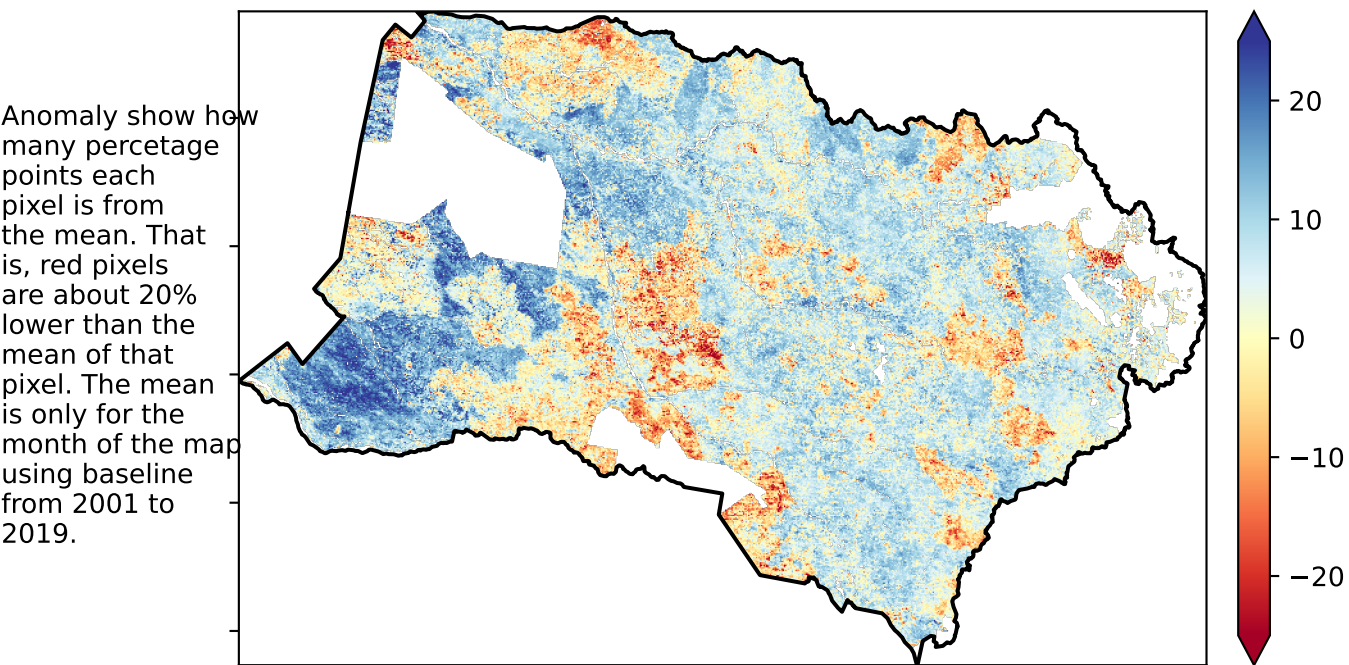 Anomaly show how
many percetage
points each
pixel is from
the mean. That
is, red pixels
are about 20%
lower than the
mean of that
pixel. The mean
is only for the
month of the map
using baseline
from 2001 to
2019.
20
10
0
−10
−20